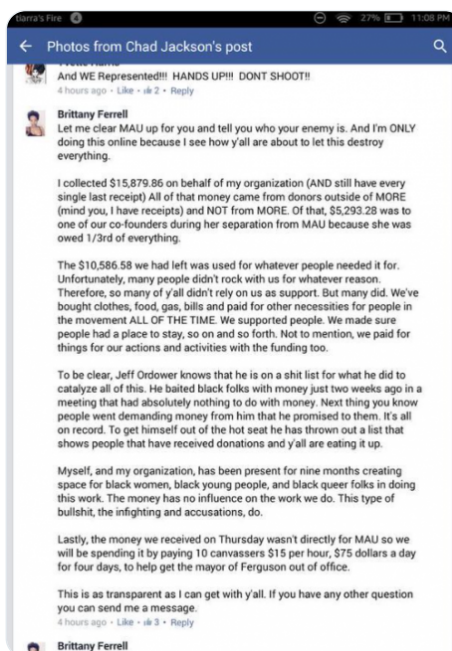 tiarra's Fire 4 27% 11:08 PM
Photos from Chad Jackson's post
And WE Represented!!! HANDS UP!!! DONT SHOOT!!
4 hours ago • Like • 2 • Reply
Brittany Ferrell
Let me clear MAU up for you and tell you who your enemy is. And I'm ONLY
doing this online because I see how y'all are about to let this destroy
everything.
I collected $15,879.86 on behalf of my organization (AND still have every
single last receipt) All of that money came from donors outside of MORE
(mind you, I have receipts) and NOT from MORE. Of that, $5,293.28 was to
one of our co-founders during her separation from MAU because she was
owed 1/3rd of everything.
The $10,586.58 we had left was used for whatever people needed it for.
Unfortunately, many people didn't rock with us for whatever reason.
Therefore, so many of y'all didn't rely on us as support. But many did. We've
bought clothes, food, gas, bills and paid for other necessities for people in
the movement ALL OF THE TIME. We supported people. We made sure
people had a place to stay, so on and so forth. Not to mention, we paid for
things for our actions and activities with the funding too.
To be clear, Jeff Ordower knows that he is on a shit list for what he did to
catalyze all of this. He baited black folks with money just two weeks ago in a
meeting that had absolutely nothing to do with money. Next thing you know
people went demanding money from him that he promised to them. It's all
on record. To get himself out of the hot seat he has thrown out a list that
shows people that have received donations and y'all are eating it up.
Myself, and my organization, has been present for nine months creating
space for black women, black young people, and black queer folks in doing
this work. The money has no influence on the work we do. This type of
bullshit, the infighting and accusations, do.
Lastly, the money we received on Thursday wasn't directly for MAU so we
will be spending it by paying 10 canvassers $15 per hour, $75 dollars a day
for four days, to help get the mayor of Ferguson out of office.
This is as transparent as I can get with y'all. If you have any other question
you can send me a message.
4 hours ago • Like • 3 • Reply
Brittany Ferrell